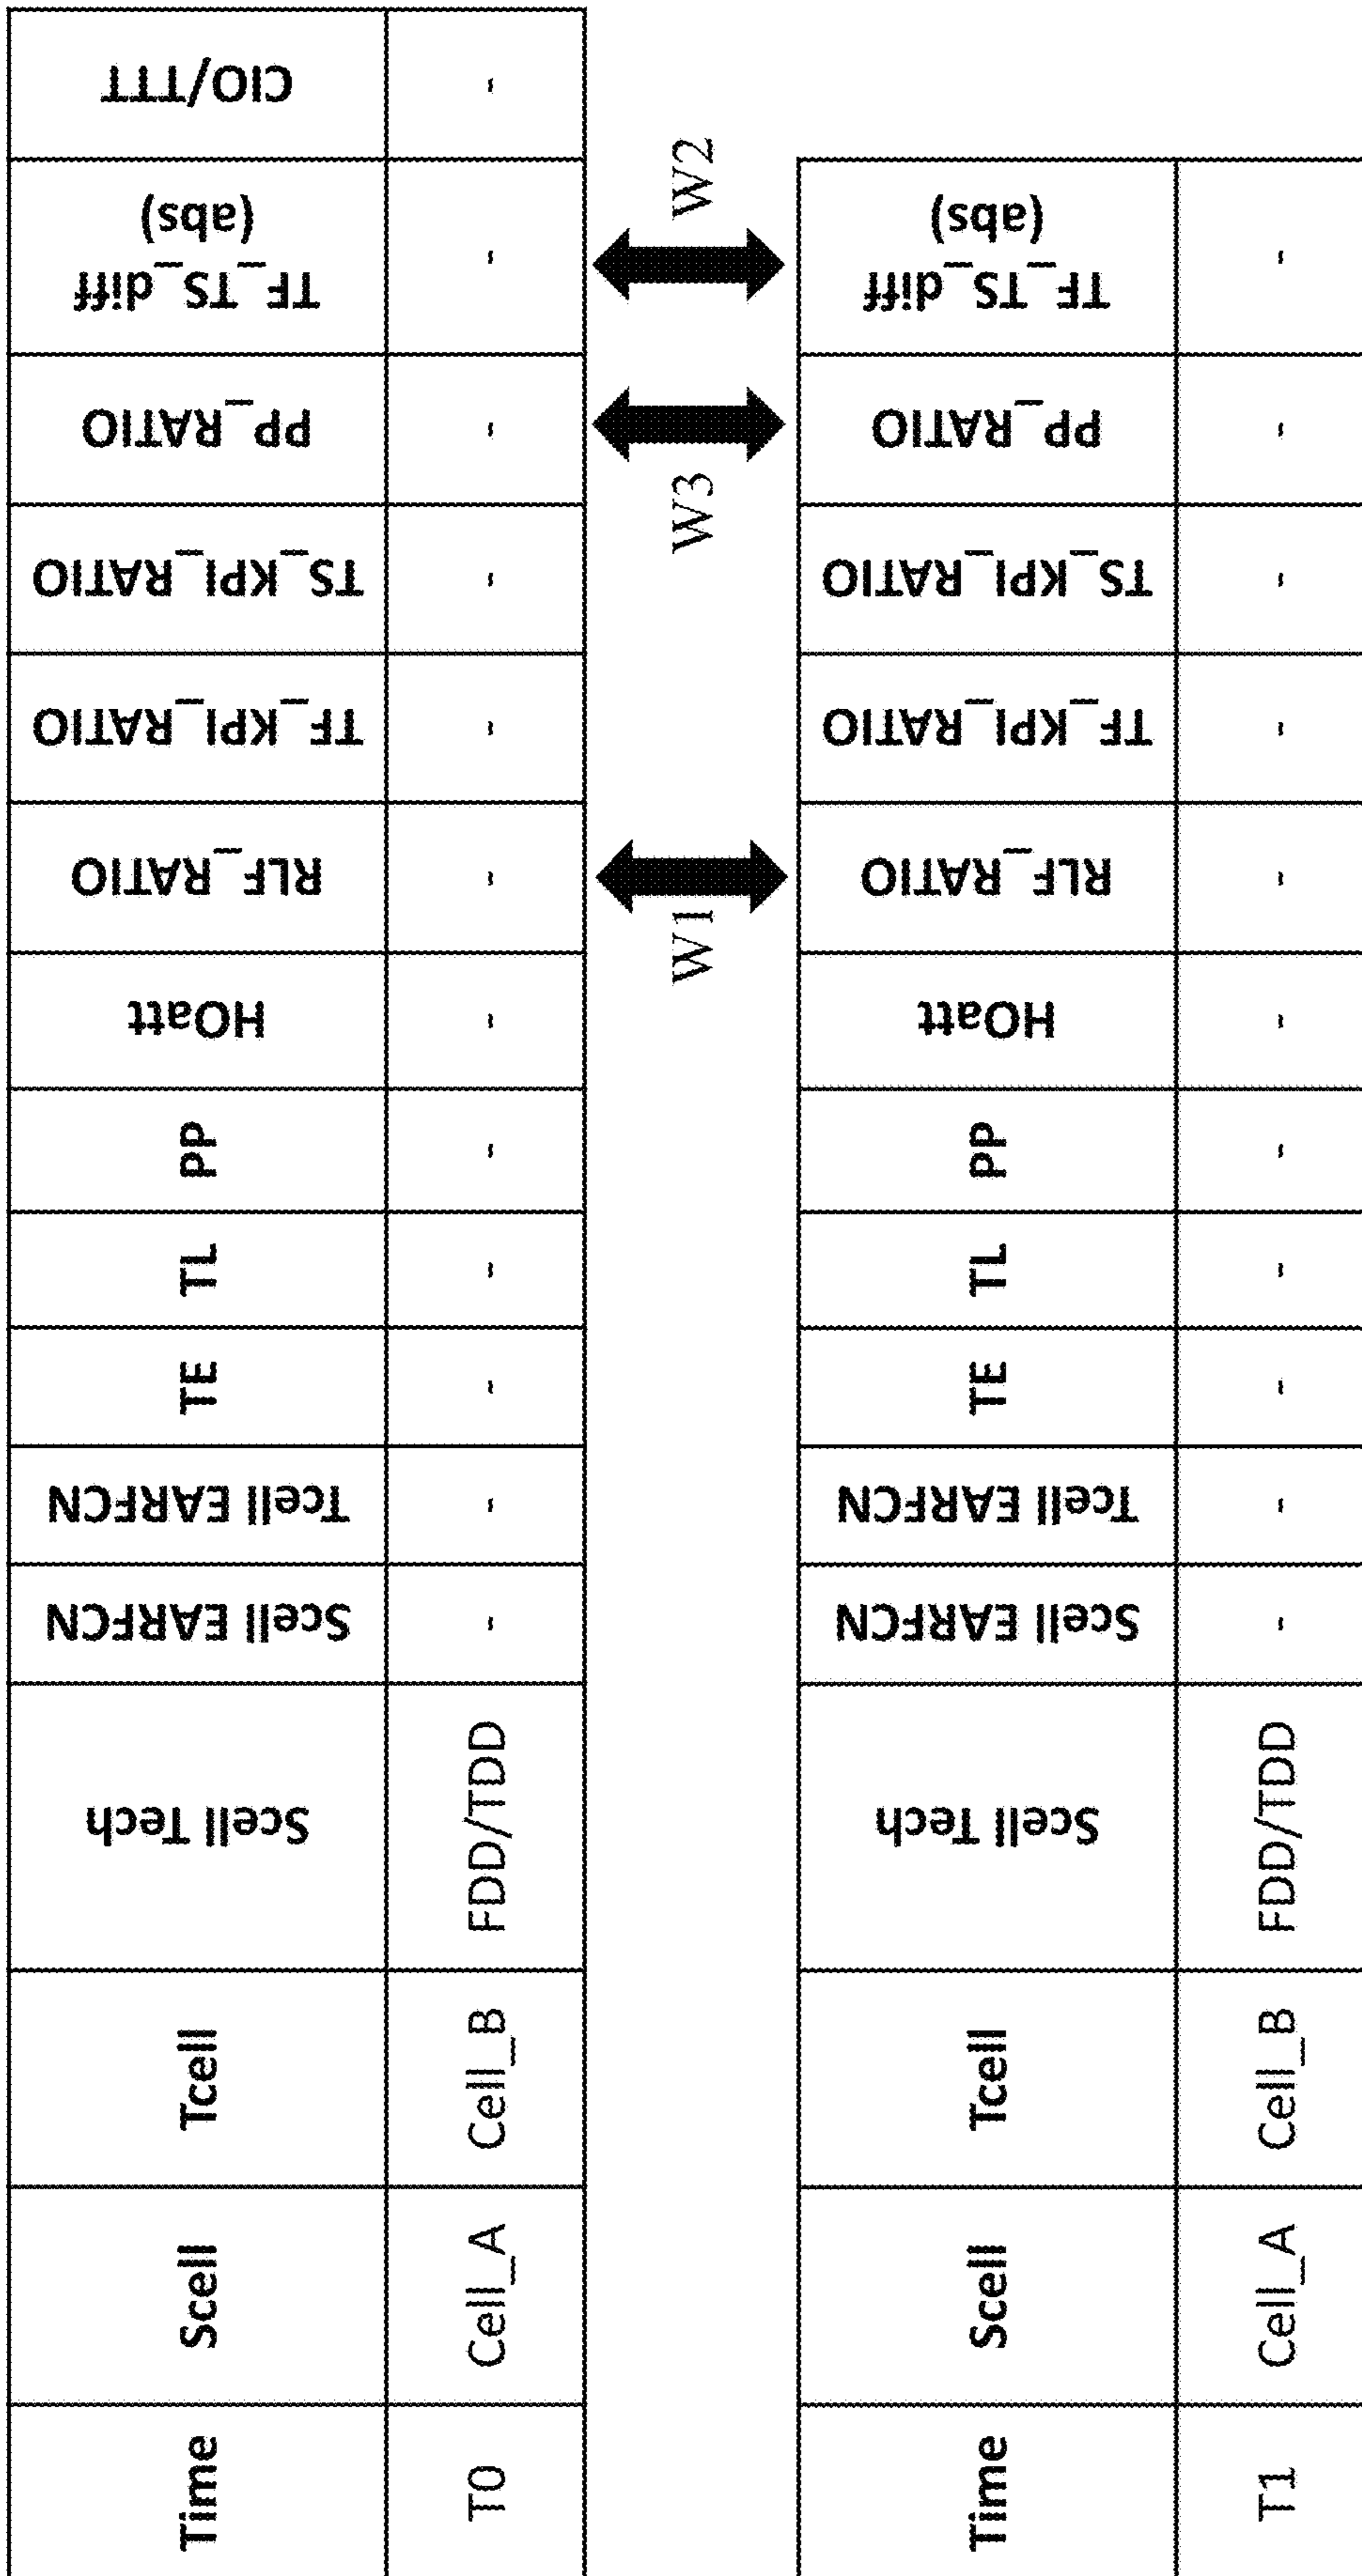 Time Scell Tcell Scell Tech Scell EARFCN Tcell EARFCN TE TL PP HOatt RLF_RATIO TF_KPI_RATIO TS_KPI_RATIO PP_RATIO TF_TS_diff (abs) CIO/TTT
T0 Cell_A Cell_B FDD/TDD - - - - - - - - - - - -
W1 W3 W2
Time Scell Tcell Scell Tech Scell EARFCN Tcell EARFCN TE TL PP HOatt RLF_RATIO TF_KPI_RATIO TS_KPI_RATIO PP_RATIO TF_TS_diff (abs)
T1 Cell_A Cell_B FDD/TDD - - - - - - - - - - -